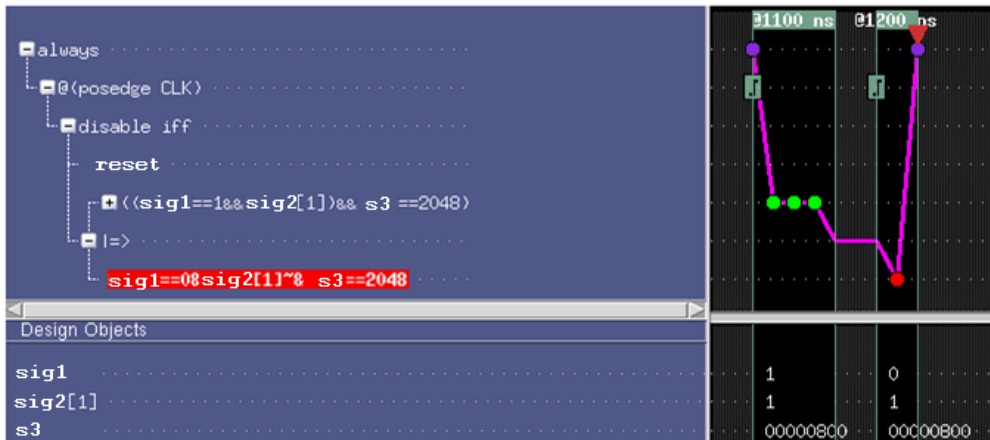 @1100 ns @1200 ns
always
@(posedge CLK)
disable iff
reset
((sig1==1&&sig2[1])&& s3 ==2048)
|=>
sig1==0&sig2[1]~& s3==2048
Design Objects
sig1 1 0
sig2[1] 1 1
s3 00000800 00000800